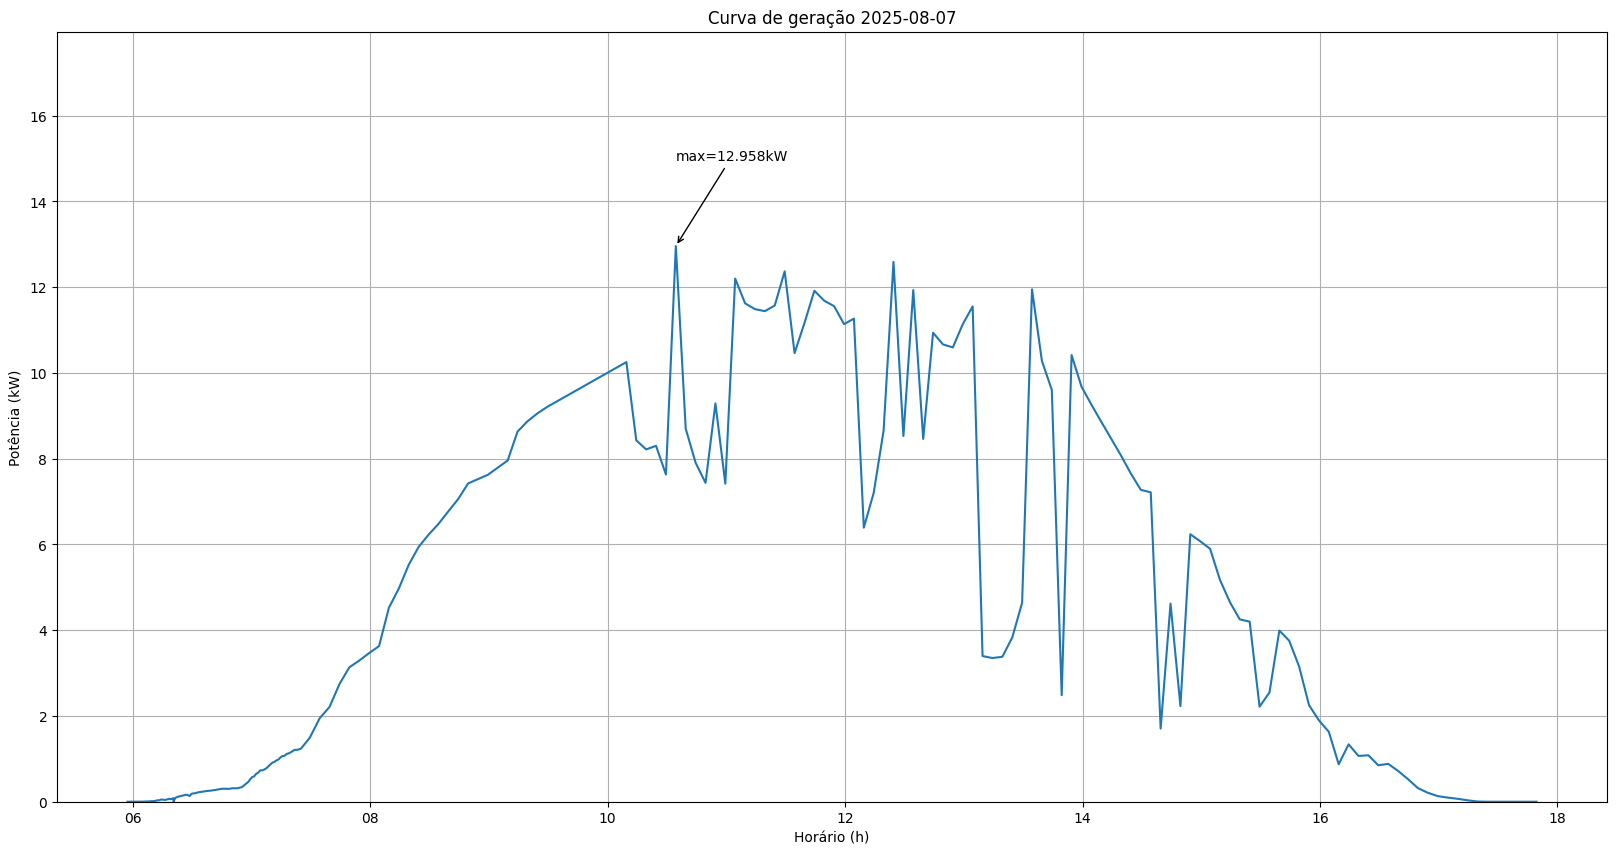 Curva de geração 2025-08-07
Potência (kW)
16
14
12
10
8
6
4
2
0
max=12.958kW
06 08 10 12 14 16 18
Horário (h)